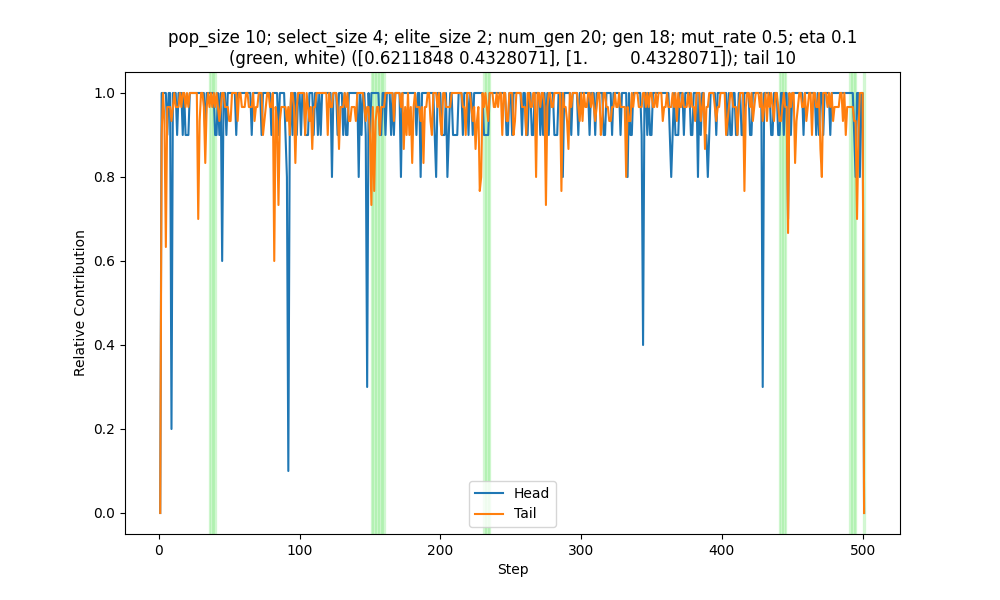 pop_size 10; select_size 4; elite_size 2; num_gen 20; gen 18; mut_rate 0.5; eta 0.1
(green, white) ([0.6211848 0.4328071], [1. 0.4328071]); tail 10
1.0
0.8
0.6
0.4
0.2
0.0
Relative Contribution
Head
Tail
0 100 200 300 400 500
Step